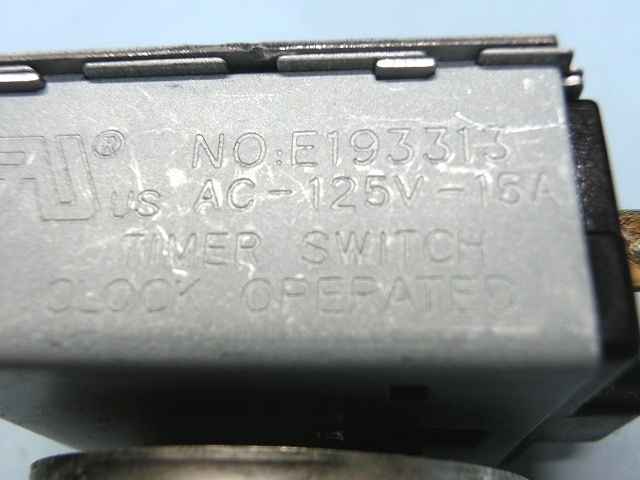 ® NO:E193313
US AC-125V-15A
TIMER SWITCH
CLOCK OPERATED